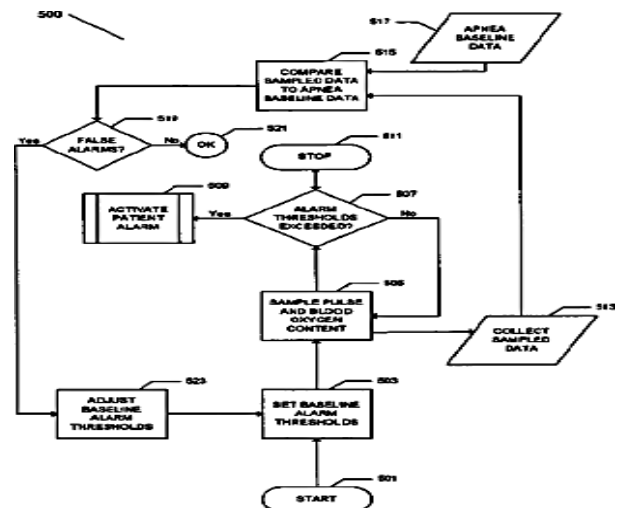 500
517
APNEA
BASELINE
DATA
515
COMPARE
SAMPLED DATA
TO APNEA
BASELINE DATA
519
Yes
FALSE
ALARMS?
No
OK
521
511
STOP
509
ACTIVATE
PATIENT
ALARM
Yes
507
ALARM
THRESHOLDS
EXCEEDED?
No
505
SAMPLE PULSE
AND BLOOD
OXYGEN
CONTENT
513
COLLECT
SAMPLED
DATA
523
ADJUST
BASELINE
ALARM
THRESHOLDS
503
SET BASELINE
ALARM
THRESHOLDS
501
START